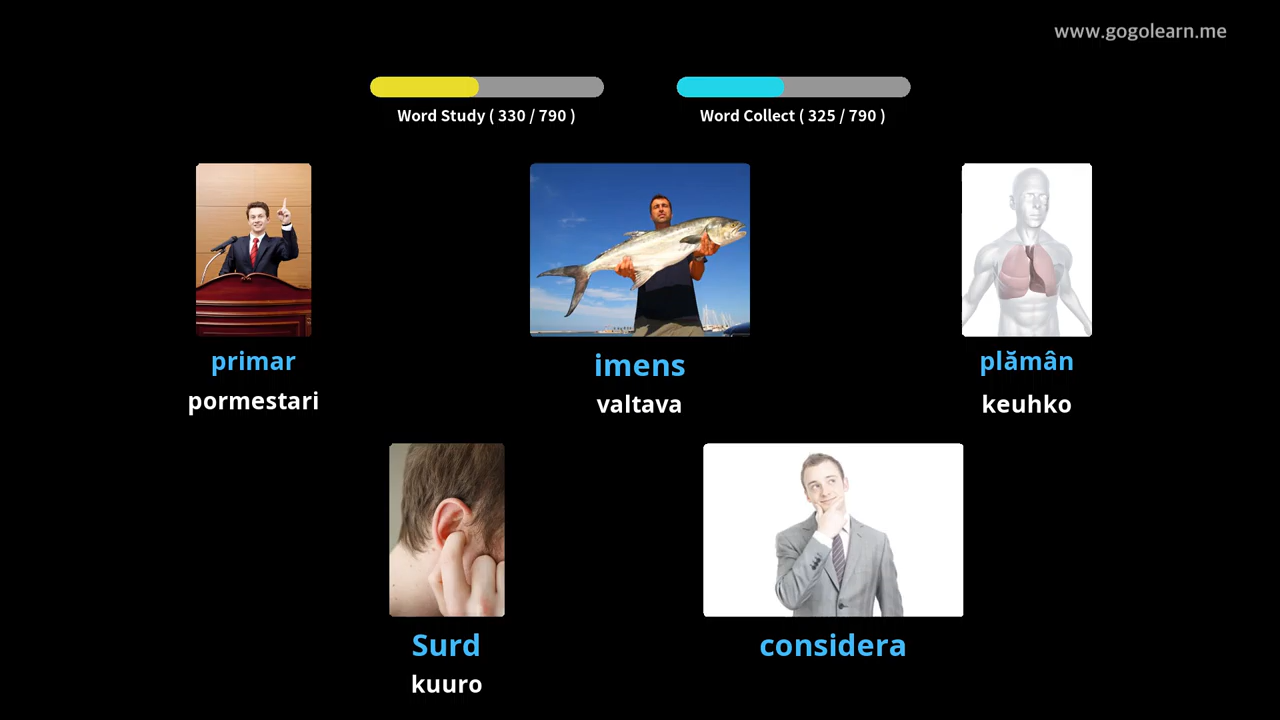 www.gogolearn.me
Word Study ( 330 / 790 )
Word Collect ( 325 / 790 )
primar
pormestari
imens
valtava
plămân
keuhko
Surd
kuuro
considera